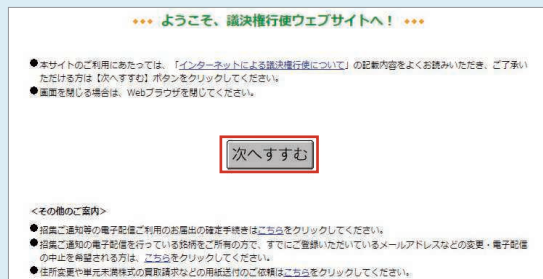 ••• ようこそ、議決権行使ウェブサイトへ！ •••
●本サイトのご利用にあたっては、「インターネットによる議決権行使について」の記載内容をよくお読みいただき、ご了承い
ただける方は【次へすすむ】ボタンをクリックしてください。
●画面を閉じる場合は、Webブラウザを閉じてください。
次へすすむ
<その他のご案内>
●招集ご通知等の電子配信ご利用のお届出の確定手続きはこちらをクリックしてください。
●招集ご通知の電子配信を行っている銘柄をご所有の方で、すでにご登録いただいているメールアドレスなどの変更・電子配信
の中止を希望される方は、こちらをクリックしてください。
●住所変更や単元未満株式の買取請求などの用紙送付のご依頼はこちらをクリックしてください。